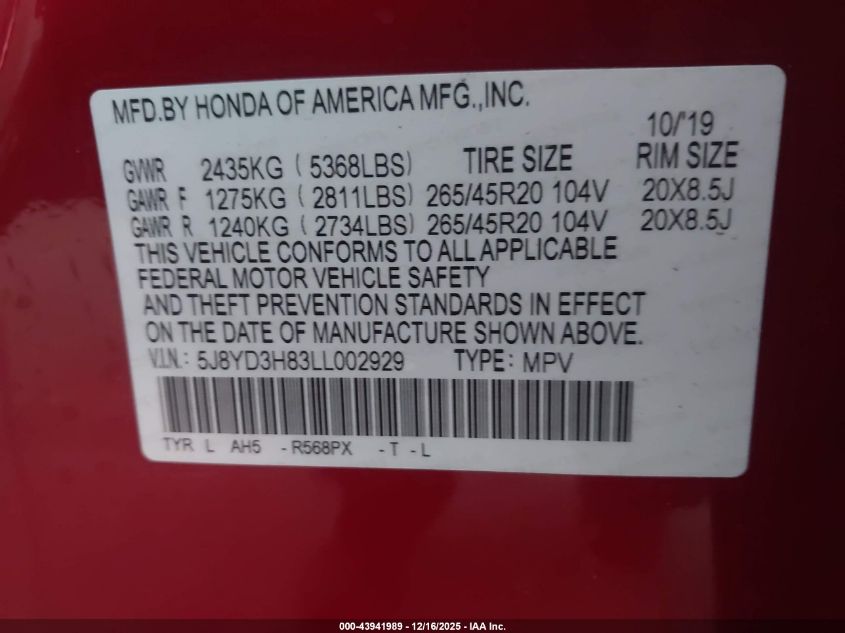 MFD.BY HONDA OF AMERICA MFG.,INC.
10/'19
GVWR 2435KG ( 5368LBS) TIRE SIZE RIM SIZE
GAWR F 1275KG ( 2811LBS) 265/45R20 104V 20X8.5J
GAWR R 1240KG ( 2734LBS) 265/45R20 104V 20X8.5J
THIS VEHICLE CONFORMS TO ALL APPLICABLE
FEDERAL MOTOR VEHICLE SAFETY
AND THEFT PREVENTION STANDARDS IN EFFECT
ON THE DATE OF MANUFACTURE SHOWN ABOVE.
V.I.N.: 5J8YD3H83LL002929 TYPE: MPV
TYR L AH5 -R568PX -T -L
000-43941989 — 12/16/2025 - IAA Inc.